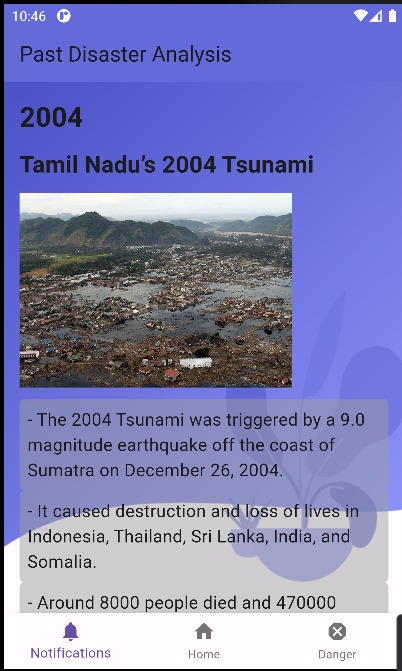 10:46
Past Disaster Analysis
2004
Tamil Nadu’s 2004 Tsunami
- The 2004 Tsunami was triggered by a 9.0
magnitude earthquake off the coast of
Sumatra on December 26, 2004.
- It caused destruction and loss of lives in
Indonesia, Thailand, Sri Lanka, India, and
Somalia.
- Around 8000 people died and 470000
Notifications
Home
Danger